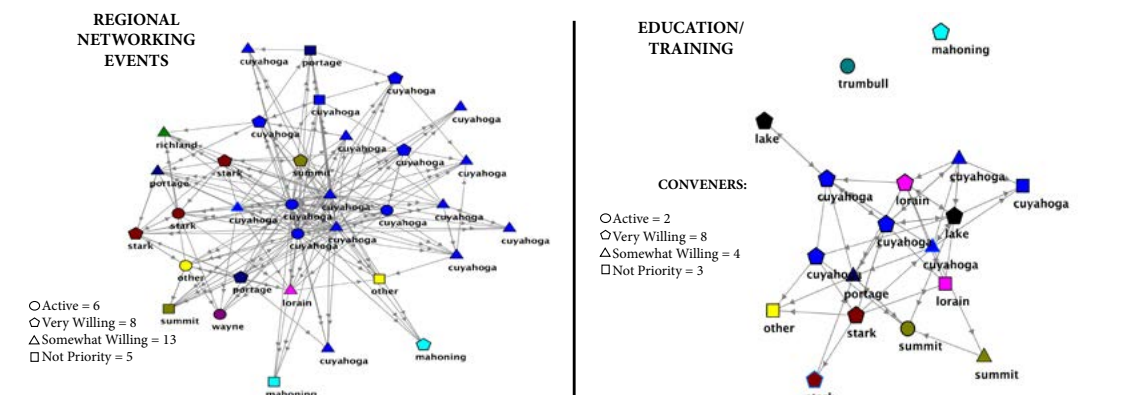 REGIONAL
NETWORKING
EVENTS
cuyahoga
portage
cuyahoga
cuyahoga
cuyahoga
cuyahoga
richland
cuyahoga
cuyahoga
stark
summit
cuyahoga
portage
cuyahoga
stark
cuyahoga
cuyahoga
cuyahoga
stark
cuyahoga
cuyahoga
cuyahoga
cuyahoga
other
portage
lorain
other
summit
wayne
cuyahoga
mahoning
mahoning
Active = 6
Very Willing = 8
Somewhat Willing = 13
Not Priority = 5
EDUCATION/
TRAINING
mahoning
trumbull
lake
cuyahoga
cuyahoga
lorain
cuyahoga
lake
cuyahoga
cuyahoga
cuyahoga
portage
lorain
other
stark
summit
summit
CONVENERS:
Active = 2
Very Willing = 8
Somewhat Willing = 4
Not Priority = 3